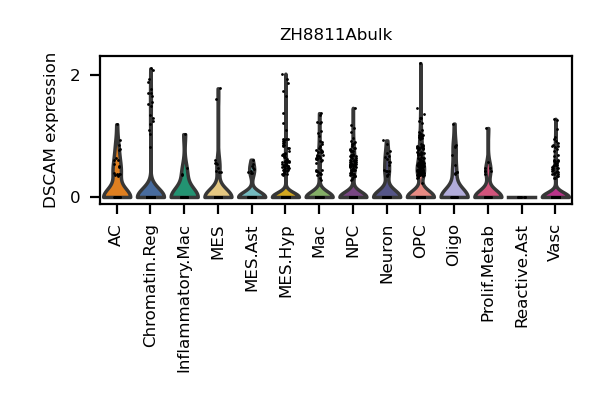 ZH8811Abulk
DSCAM expression
2
0
AC
Chromatin.Reg
Inflammatory.Mac
MES
MES.Ast
MES.Hyp
Mac
NPC
Neuron
OPC
Oligo
Prolif.Metab
Reactive.Ast
Vasc